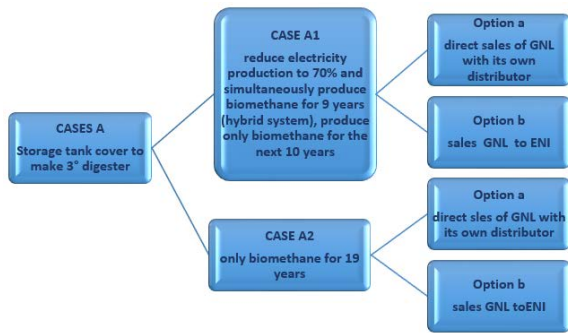 CASES A
Storage tank cover to
make 3° digester
CASE A1
reduce electricity
production to 70% and
simultaneously produce
biomethane for 9 years
(hybrid system), produce
only biomethane for the
next 10 years
Option a
direct sales of GNL
with its own
distributor
Option b
sales  GNL  to ENI
CASE A2
only biomethane for 19
years
Option a
direct sles of GNL with
its own distributor
Option b
sales GNL toENI